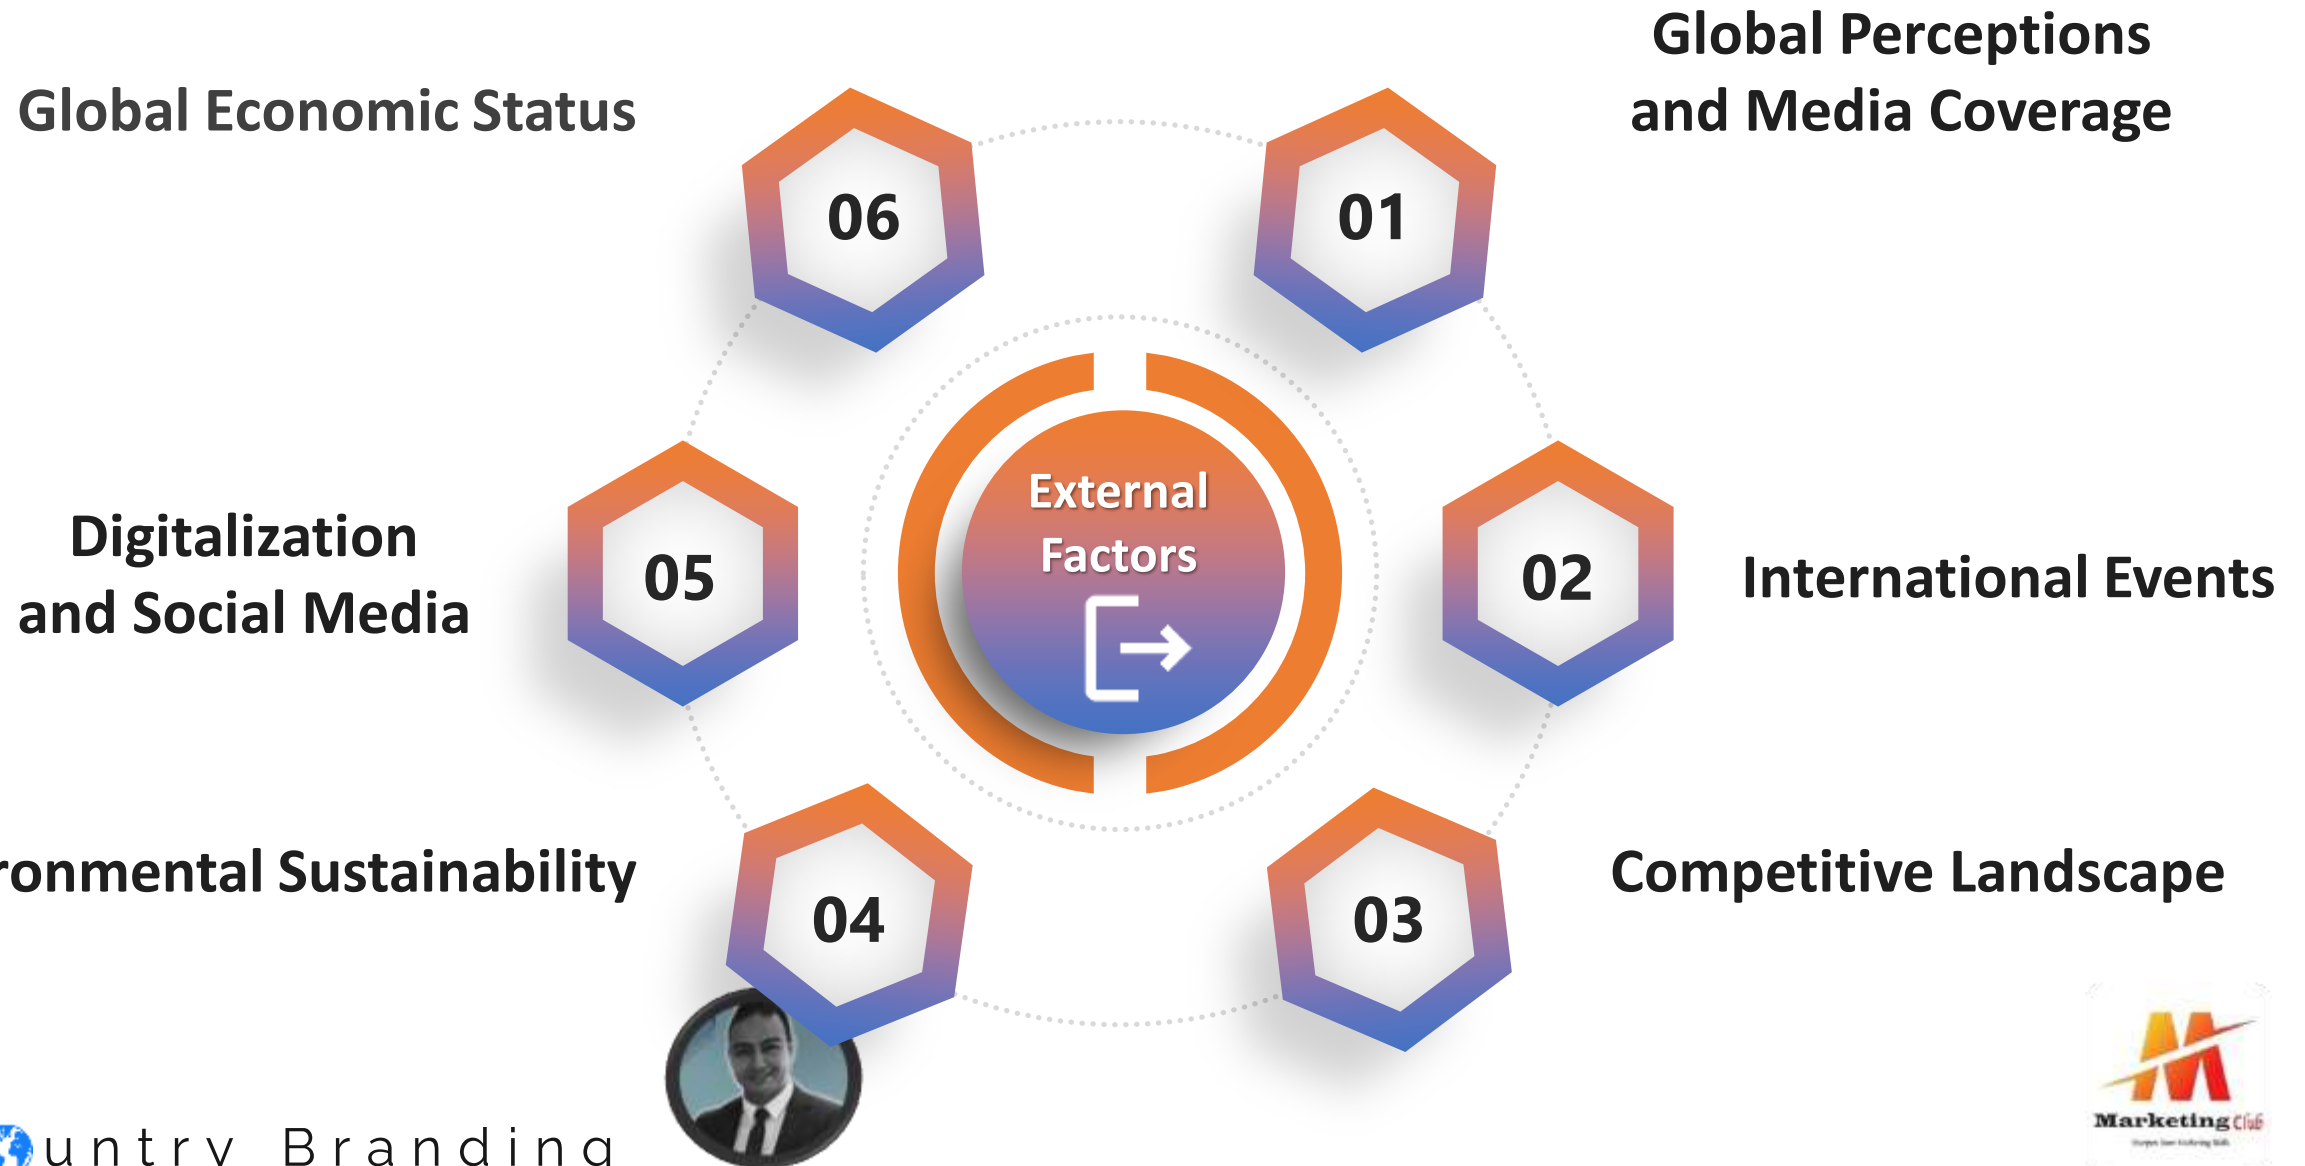 Global Perceptions
and Media Coverage
Global Economic Status
06
01
External
Factors
Digitalization
and Social Media
05
02
International Events
ronmental Sustainability
04
03
Competitive Landscape
Marketing Club
untry Branding